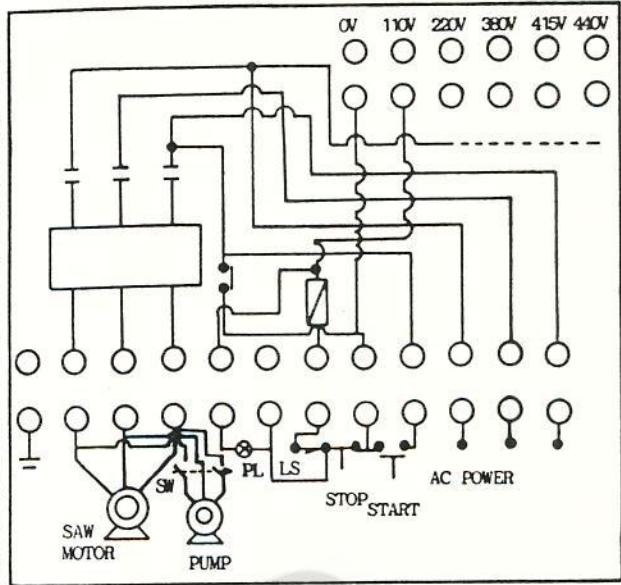 0V 110V 220V 380V 415V 440V
SW
PL
LS
AC POWER
STOP
START
SAW
MOTOR
PUMP